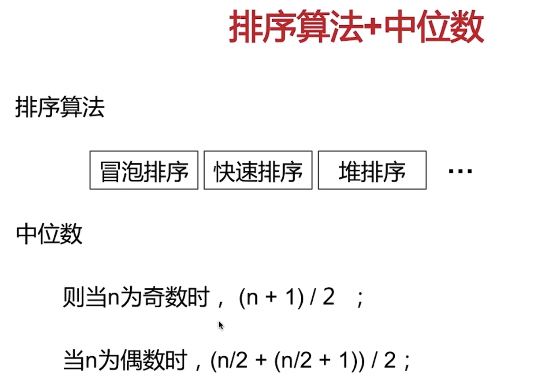 排序算法+中位数
排序算法
冒泡排序 快速排序 堆排序 …
中位数
则当n为奇数时， (n + 1) / 2 ；
当n为偶数时，(n/2 + (n/2 + 1)) / 2；